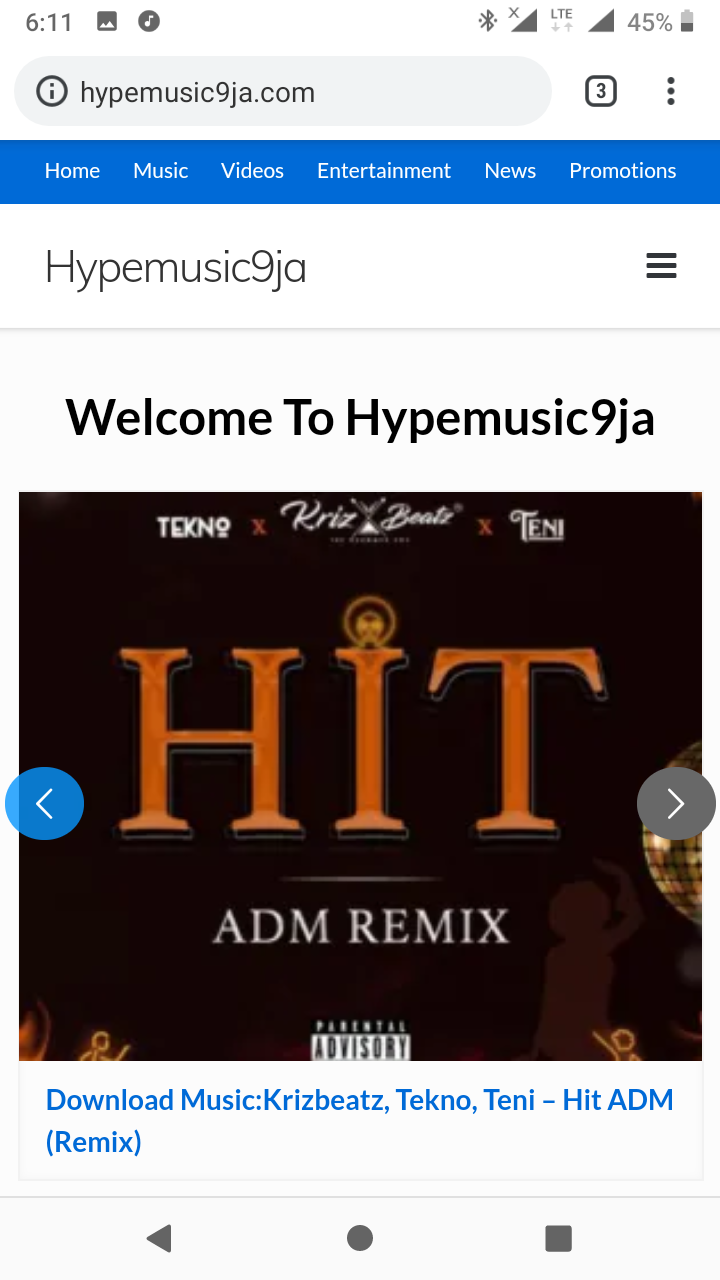 6:11 LTE 45%
hypemusic9ja.com 3
Home Music Videos Entertainment News Promotions
Hypemusic9ja
Welcome To Hypemusic9ja
TEKNO X Kriz Beatz X TENI
HIT
ADM REMIX
PARENTAL
ADVISORY
Download Music:Krizbeatz, Tekno, Teni – Hit ADM
(Remix)